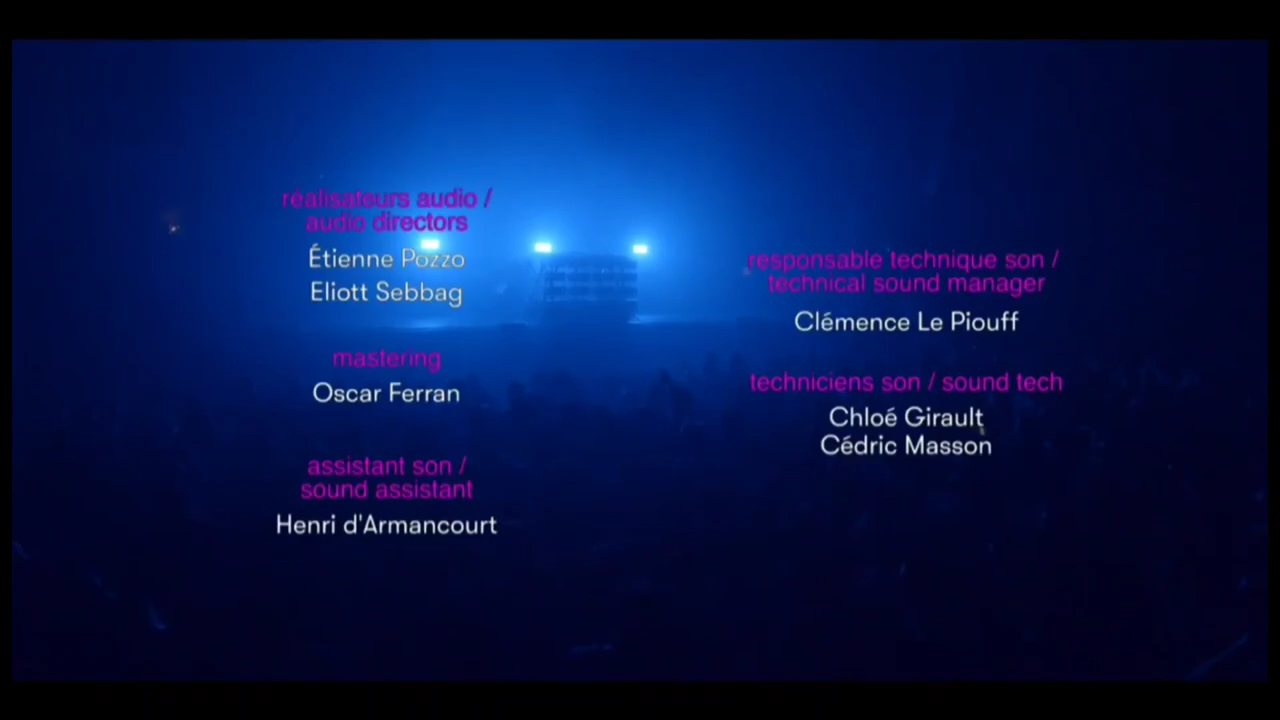 réalisateurs audio /
audio directors
Étienne Pozzo
Eliott Sebbag
mastering
Oscar Ferran
assistant son /
sound assistant
Henri d'Armancourt
responsable technique son /
technical sound manager
Clémence Le Piouff
techniciens son / sound tech
Chloé Girault
Cédric Masson